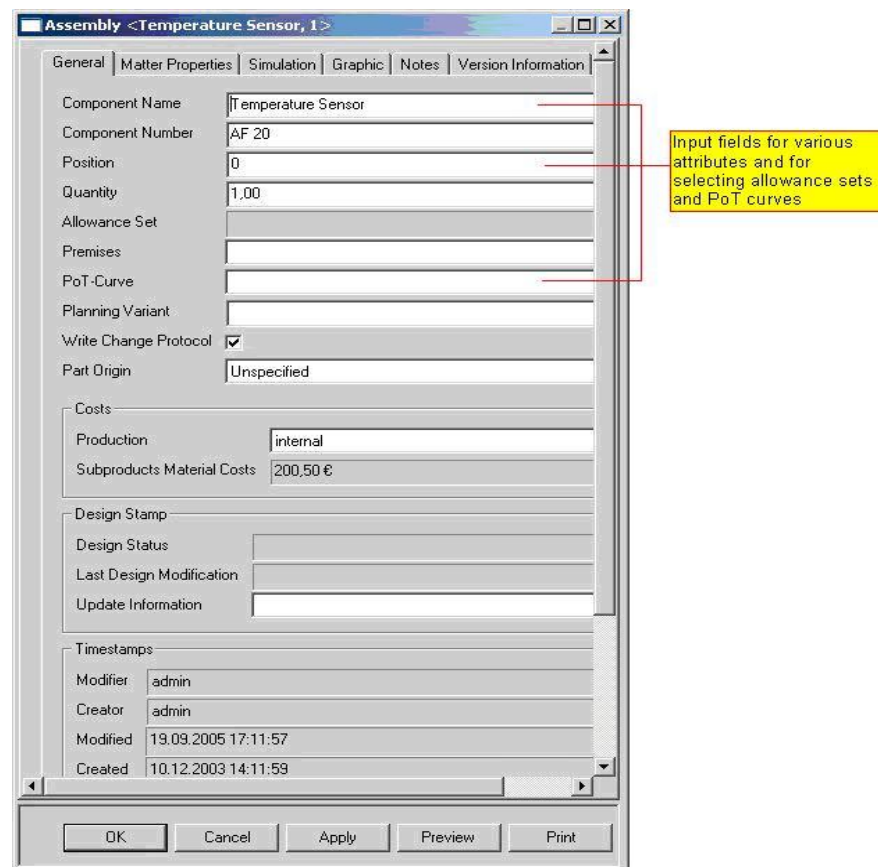 Assembly <Temperature Sensor, 1>
General Matter Properties Simulation Graphic Notes Version Information
Component Name Temperature Sensor
Component Number AF 20
Position 0
Quantity 1,00
Allowance Set
Premises
PoT-Curve
Planning Variant
Write Change Protocol
Part Origin Unspecified
Costs
Production internal
Subproducts Material Costs 200,50 €
Design Stamp
Design Status
Last Design Modification
Update Information
Timestamps
Modifier admin
Creator admin
Modified 19.09.2005 17:11:57
Created 10.12.2003 14:11:59
OK Cancel Apply Preview Print
Input fields for various
attributes and for
selecting allowance sets
and PoT curves